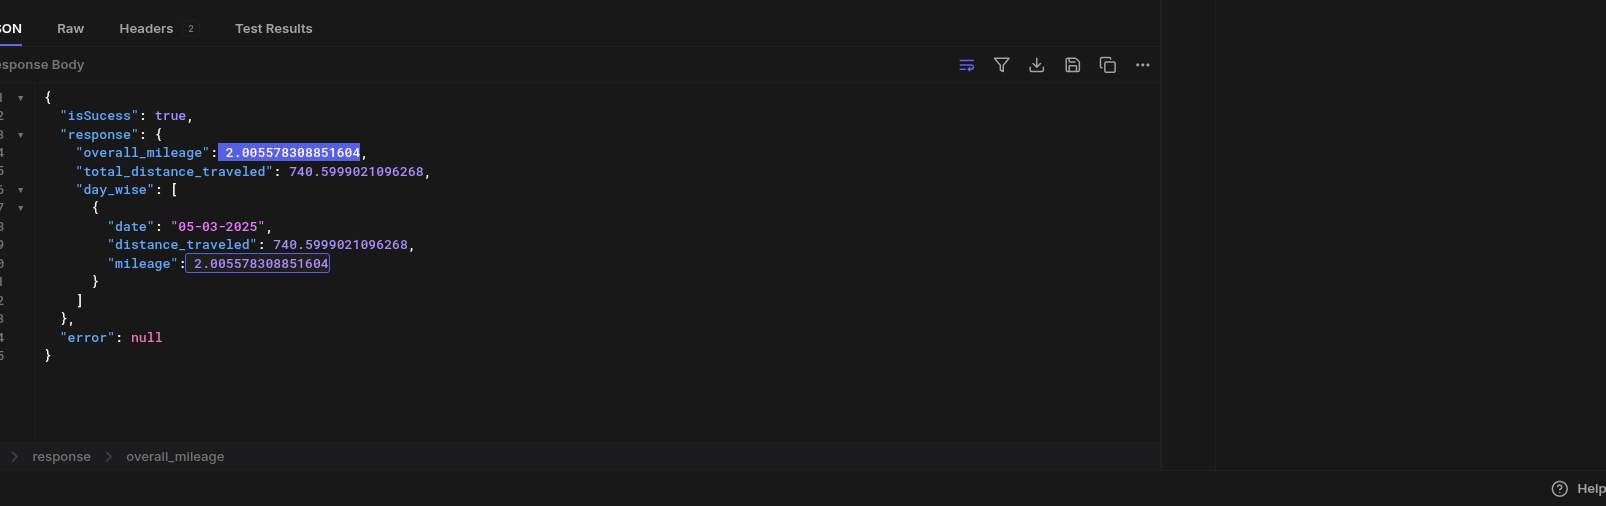 SON Raw Headers 2 Test Results
esponse Body
1 {
2 "isSucess": true,
3 "response": {
4 "overall_mileage": 2.005578308851604,
5 "total_distance_traveled": 740.5999021096268,
6 "day_wise": [
7 {
8 "date": "05-03-2025",
9 "distance_traveled": 740.5999021096268,
0 "mileage": 2.005578308851604
1 }
2 ]
3 },
4 "error": null
5 }
response overall_mileage
Help